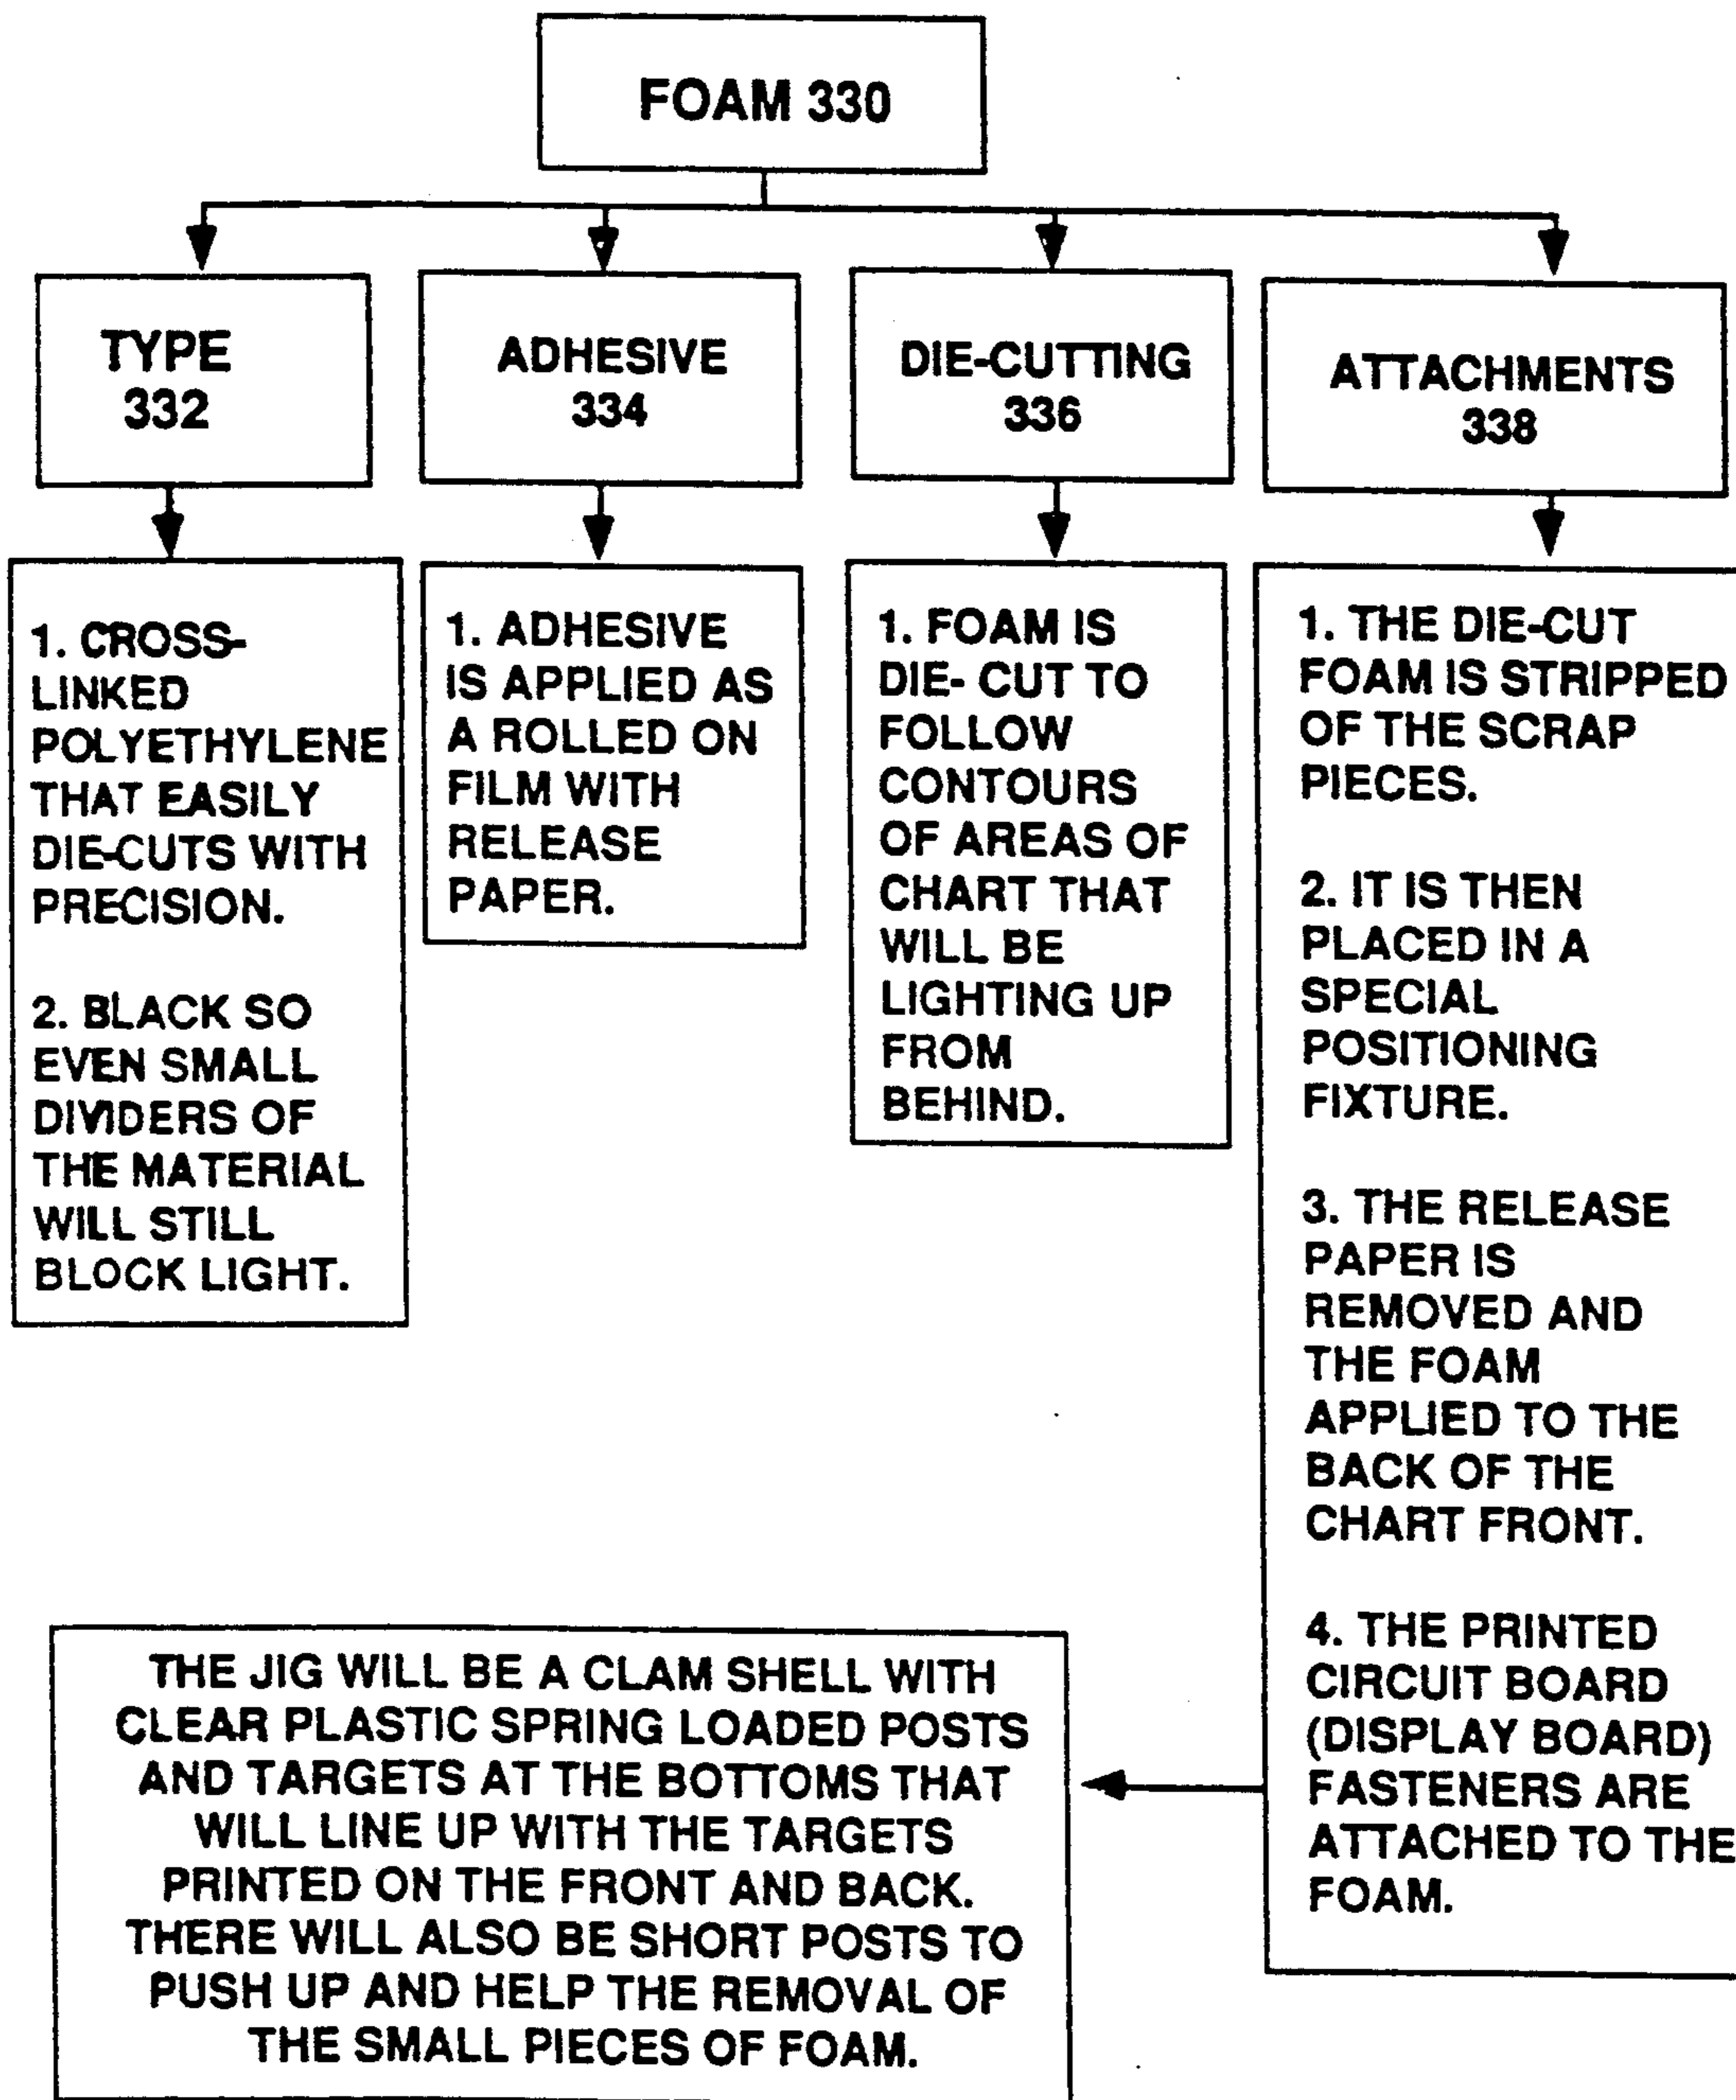 FOAM 330
TYPE
332
ADHESIVE
334
DIE-CUTTING
336
ATTACHMENTS
338
1. CROSS-
LINKED
POLYETHYLENE
THAT EASILY
DIE-CUTS WITH
PRECISION.
2. BLACK SO
EVEN SMALL
DIVIDERS OF
THE MATERIAL
WILL STILL
BLOCK LIGHT.
1. ADHESIVE
IS APPLIED AS
A ROLLED ON
FILM WITH
RELEASE
PAPER.
1. FOAM IS
DIE- CUT TO
FOLLOW
CONTOURS
OF AREAS OF
CHART THAT
WILL BE
LIGHTING UP
FROM
BEHIND.
1. THE DIE-CUT
FOAM IS STRIPPED
OF THE SCRAP
PIECES.
2. IT IS THEN
PLACED IN A
SPECIAL
POSITIONING
FIXTURE.
3. THE RELEASE
PAPER IS
REMOVED AND
THE FOAM
APPLIED TO THE
BACK OF THE
CHART FRONT.
4. THE PRINTED
CIRCUIT BOARD
(DISPLAY BOARD)
FASTENERS ARE
ATTACHED TO THE
FOAM.
THE JIG WILL BE A CLAM SHELL WITH
CLEAR PLASTIC SPRING LOADED POSTS
AND TARGETS AT THE BOTTOMS THAT
WILL LINE UP WITH THE TARGETS
PRINTED ON THE FRONT AND BACK.
THERE WILL ALSO BE SHORT POSTS TO
PUSH UP AND HELP THE REMOVAL OF
THE SMALL PIECES OF FOAM.